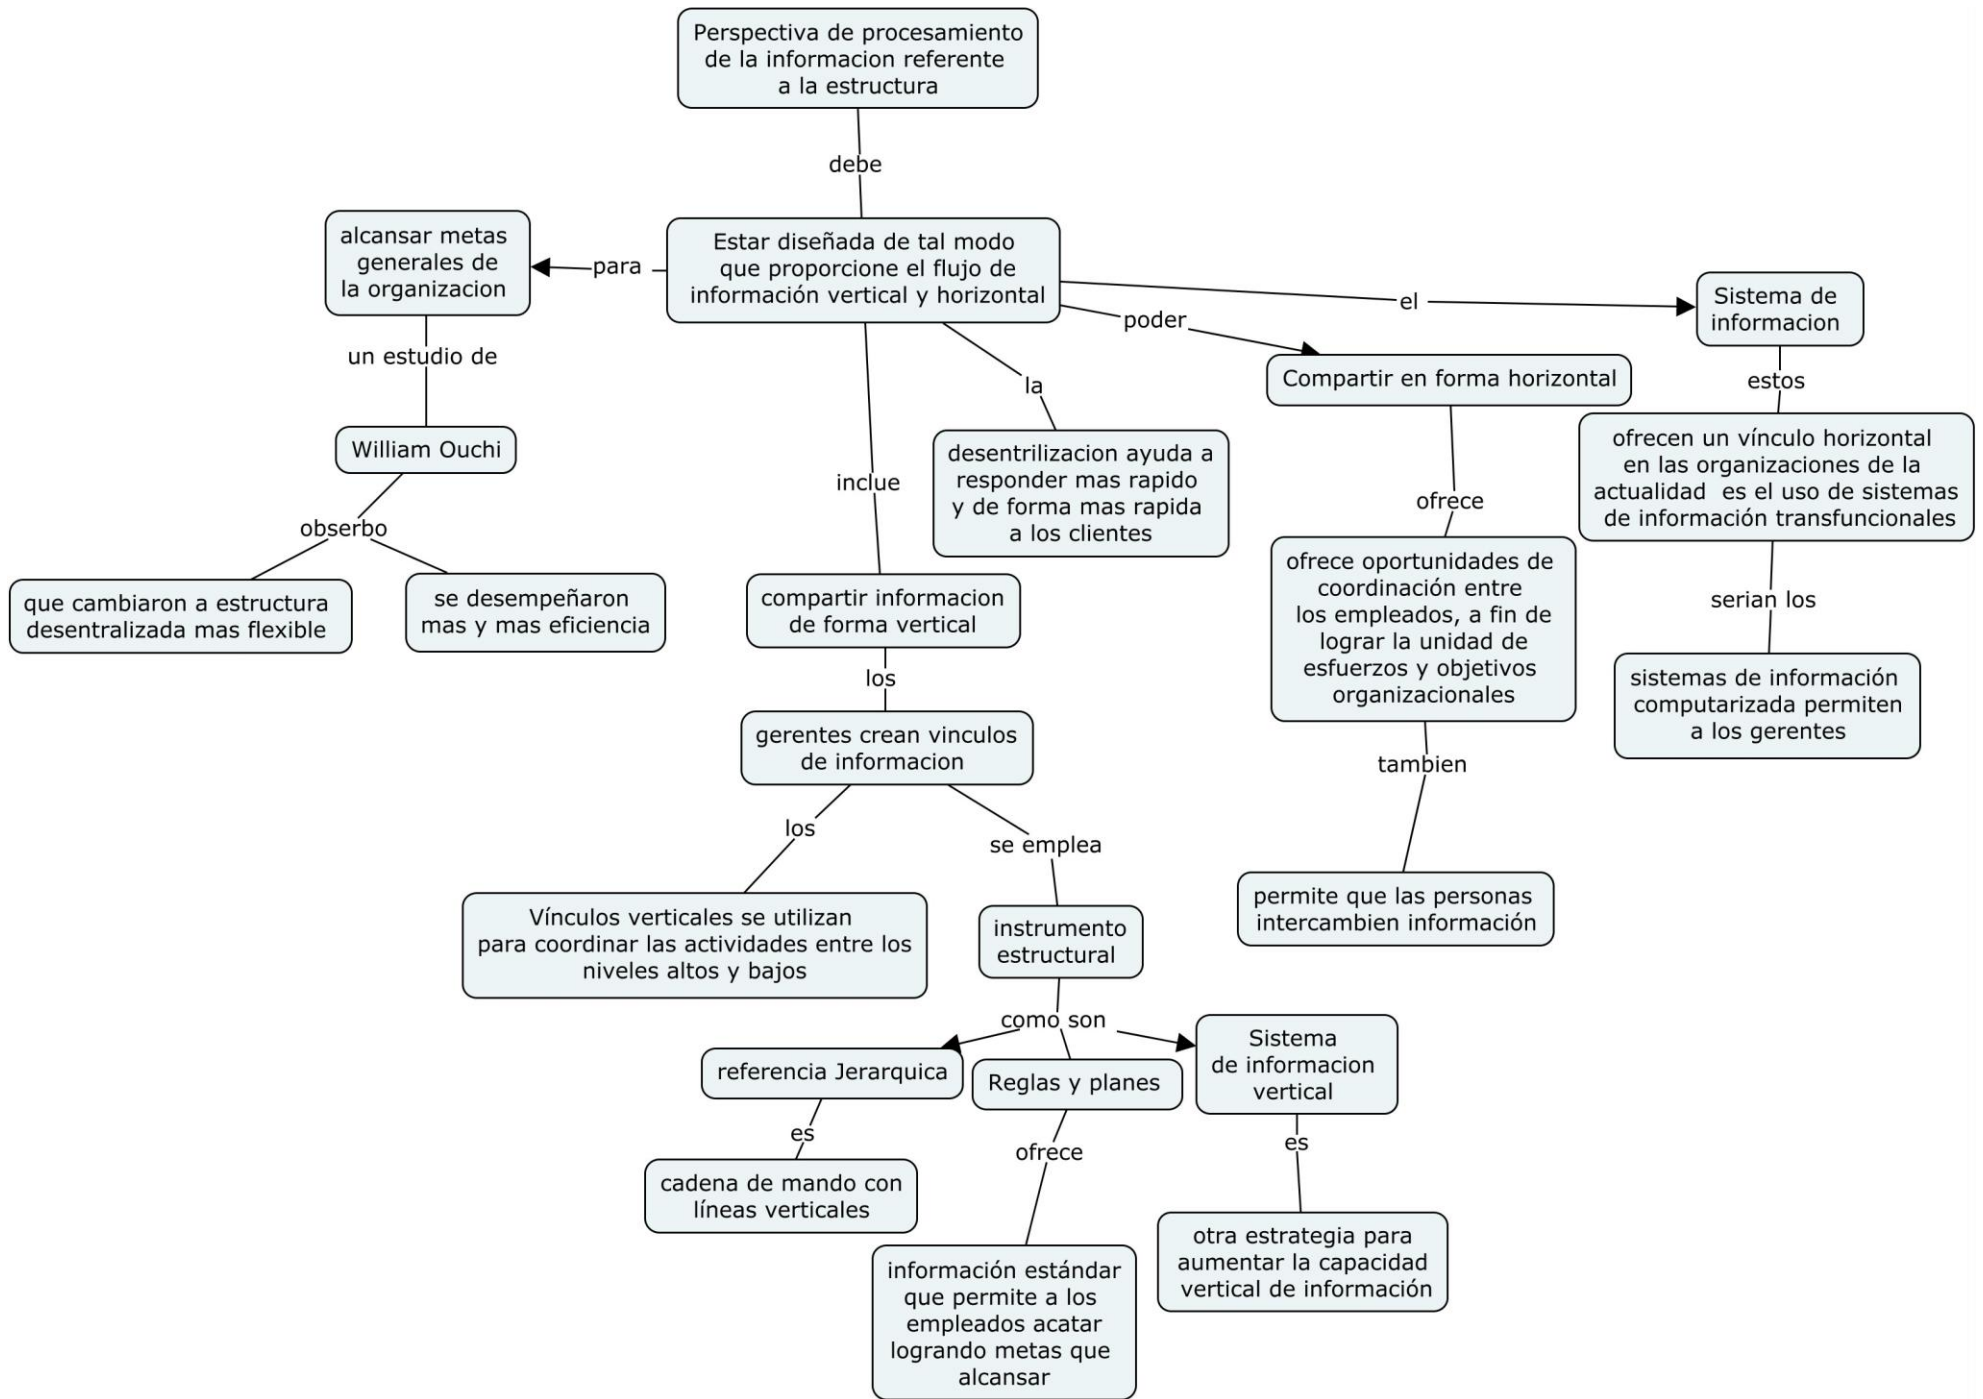 Perspectiva de procesamiento
de la informacion referente
a la estructura
debe
Estar diseñada de tal modo
que proporcione el flujo de
información vertical y horizontal
para
alcansar metas
generales de
la organizacion
un estudio de
William Ouchi
obserbo
que cambiaron a estructura
desentralizada mas flexible
se desempeñaron
mas y mas eficiencia
inclue
compartir informacion
de forma vertical
los
gerentes crean vinculos
de informacion
los
Vínculos verticales se utilizan
para coordinar las actividades entre los
niveles altos y bajos
se emplea
instrumento
estructural
como son
referencia Jerarquica
es
cadena de mando con
líneas verticales
Reglas y planes
ofrece
información estándar
que permite a los
empleados acatar
logrando metas que
alcansar
Sistema
de informacion
vertical
es
otra estrategia para
aumentar la capacidad
vertical de información
la
desentrilizacion ayuda a
responder mas rapido
y de forma mas rapida
a los clientes
poder
Compartir en forma horizontal
ofrece
ofrece oportunidades de
coordinación entre
los empleados, a fin de
lograr la unidad de
esfuerzos y objetivos
organizacionales
tambien
permite que las personas
intercambien información
el
Sistema de
informacion
estos
ofrecen un vínculo horizontal
en las organizaciones de la
actualidad es el uso de sistemas
de información transfuncionales
serian los
sistemas de información
computarizada permiten
a los gerentes